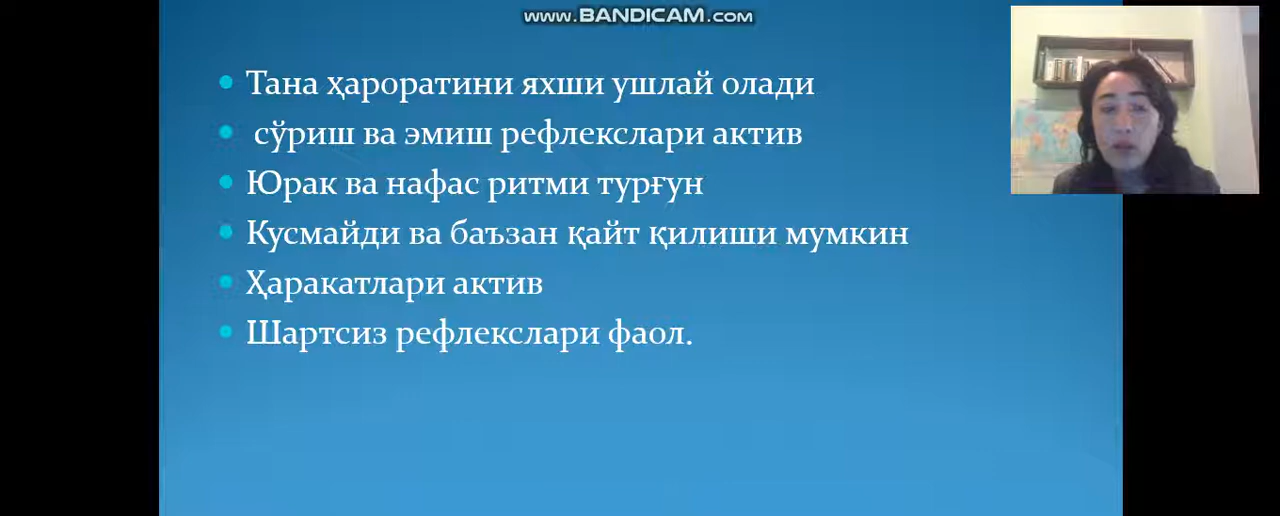 WWW.BANDICAM.COM
Тана ҳароратини яхши ушлай олади
сўриш ва эмиш рефлекслари актив
Юрак ва нафас ритми турғун
Кусмайди ва баъзан қайт қилиши мумкин
Ҳаракатлари актив
Шартсиз рефлекслари фаол.